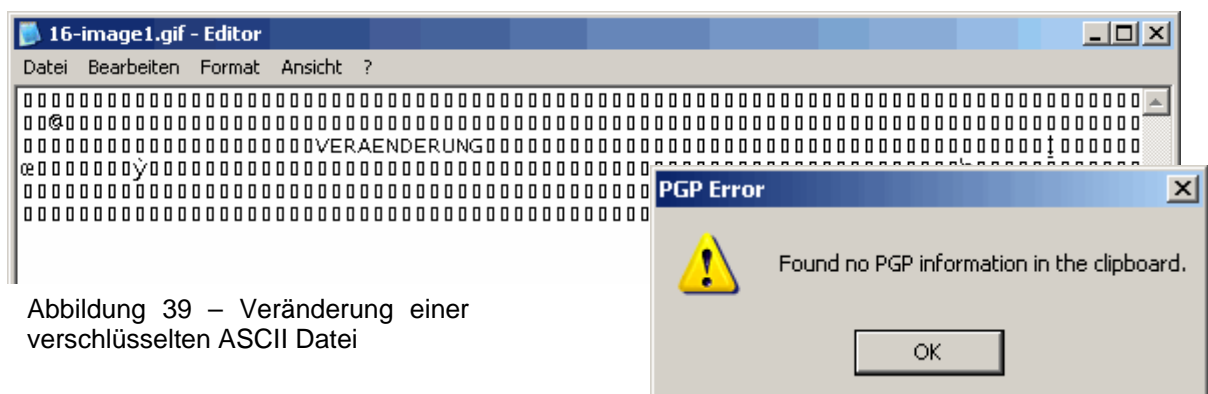 16-image1.gif - Editor
Datei Bearbeiten Format Ansicht ?
@
VERAENDERUNG
œ ỳ
PGP Error
Found no PGP information in the clipboard.
OK
Abbildung 39 – Veränderung einer
verschlüsselten ASCII Datei